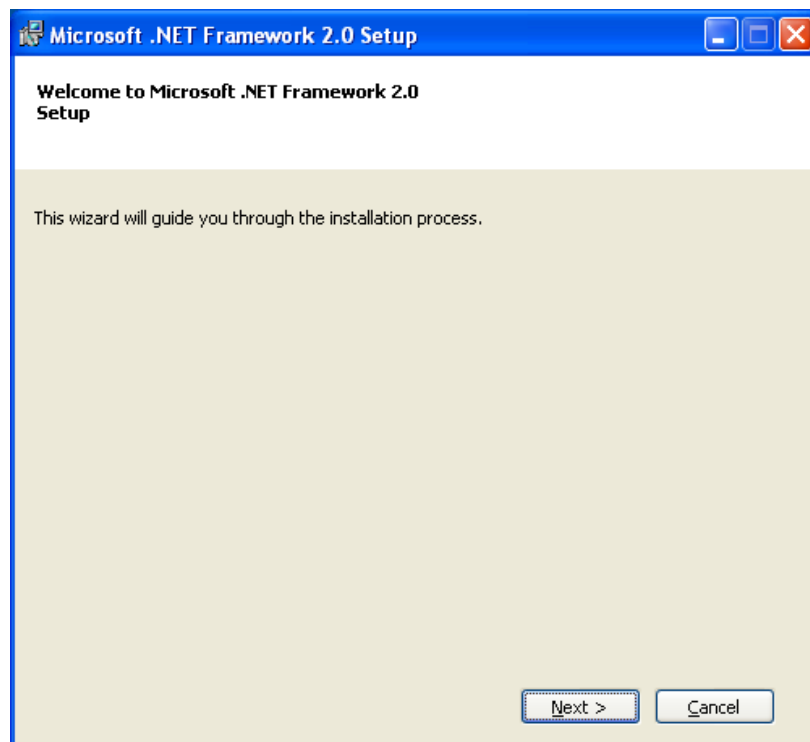 Microsoft .NET Framework 2.0 Setup
Welcome to Microsoft .NET Framework 2.0
Setup
This wizard will guide you through the installation process.
Next >
Cancel